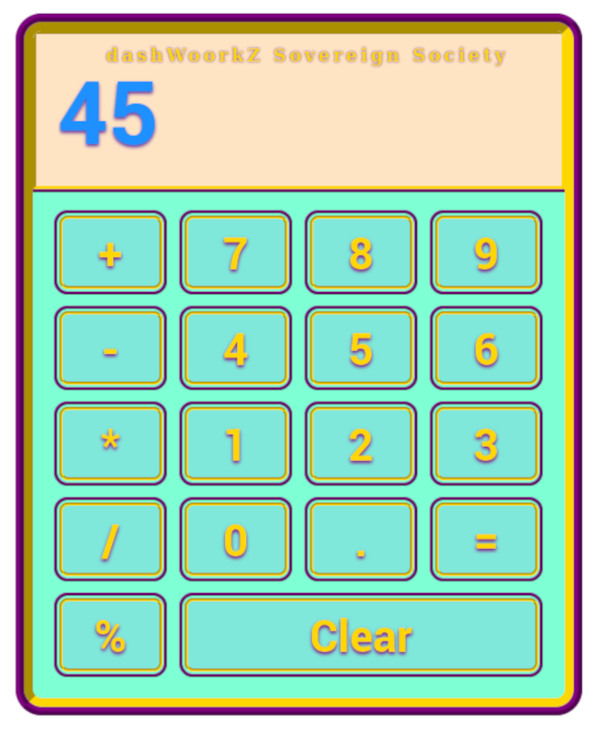 dashWoorkZ Sovereign Society
45
+ 7 8 9
- 4 5 6
* 1 2 3
/ 0 . =
% Clear